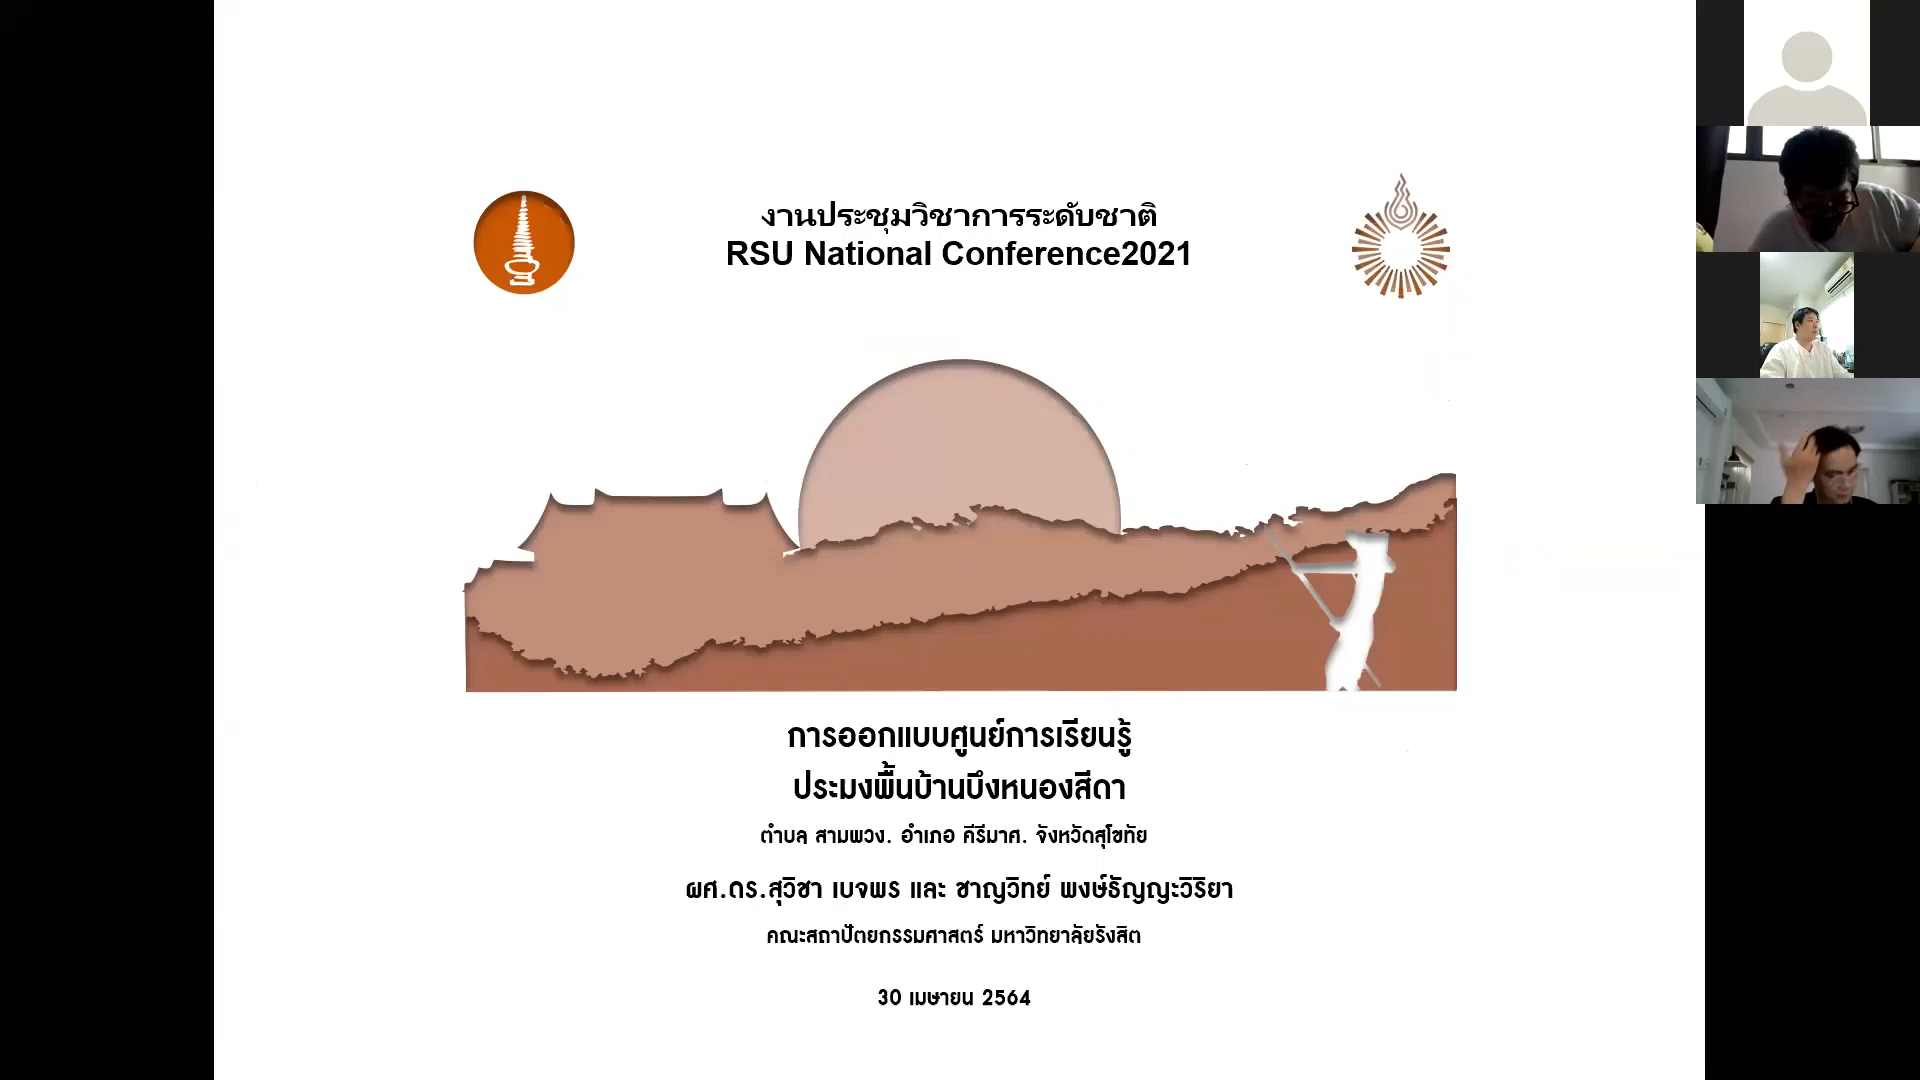 งานประชุมวิชาการระดับชาติ
RSU National Conference2021
การออกแบบศูนย์การเรียนรู้
ประมงพื้นบ้านบึงหนองสีดา
ตำบล สามพวง. อำเภอ คีรีมาศ. จังหวัดสุโขทัย
ผศ.ดร.สุวิชา เบจพร และ ชาญวิทย์ พงษ์ธัญญะวิริยา
คณะสถาปัตยกรรมศาสตร์ มหาวิทยาลัยรังสิต
30 เมษายน 2564